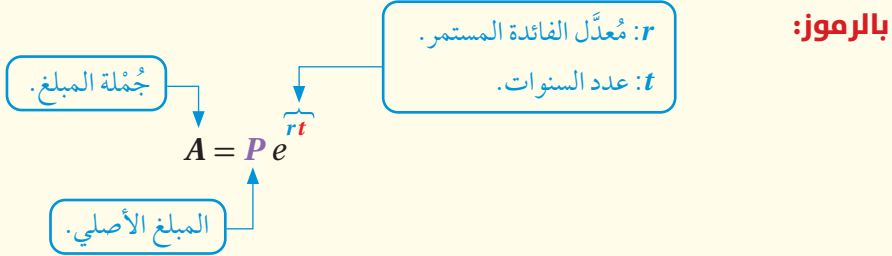 بالرموز:
r: مُعدَّل الفائدة المستمر.
t: عدد السنوات.
جُمْلة المبلغ.
A = P e^{rt}
المبلغ الأصلي.